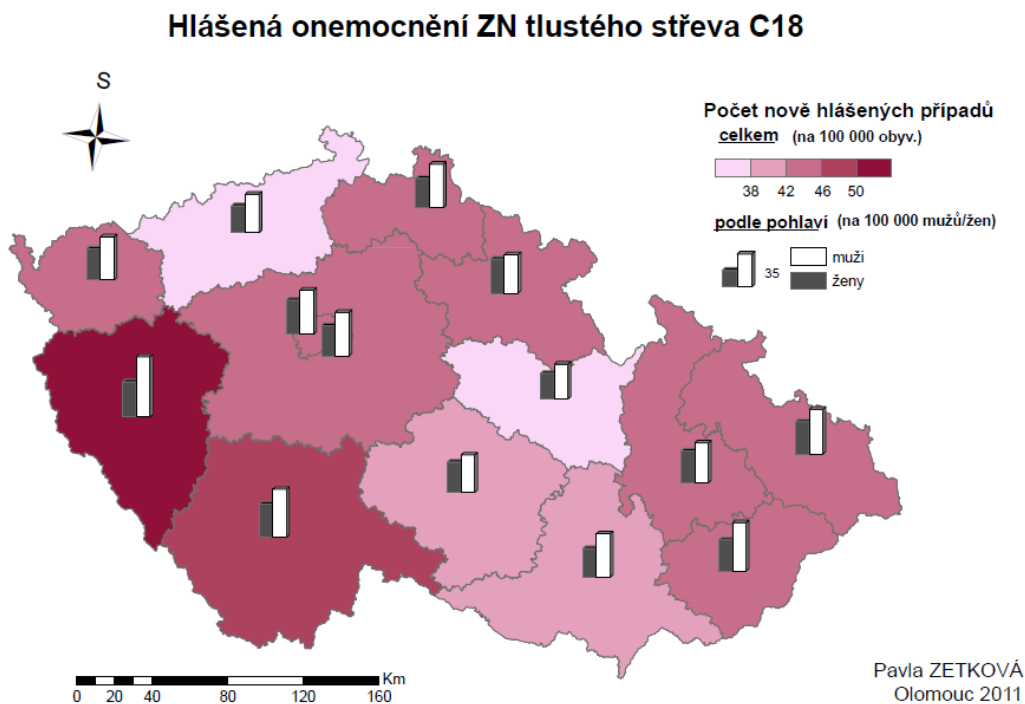 Hlášená onemocnění ZN tlustého střeva C18
S
Počet nově hlášených případů
celkem (na 100 000 obyv.)
38 42 46 50
podle pohlaví (na 100 000 mužů/žen)
35
muži
ženy
Km
0 20 40 80 120 160
Pavla ZETKOVÁ
Olomouc 2011